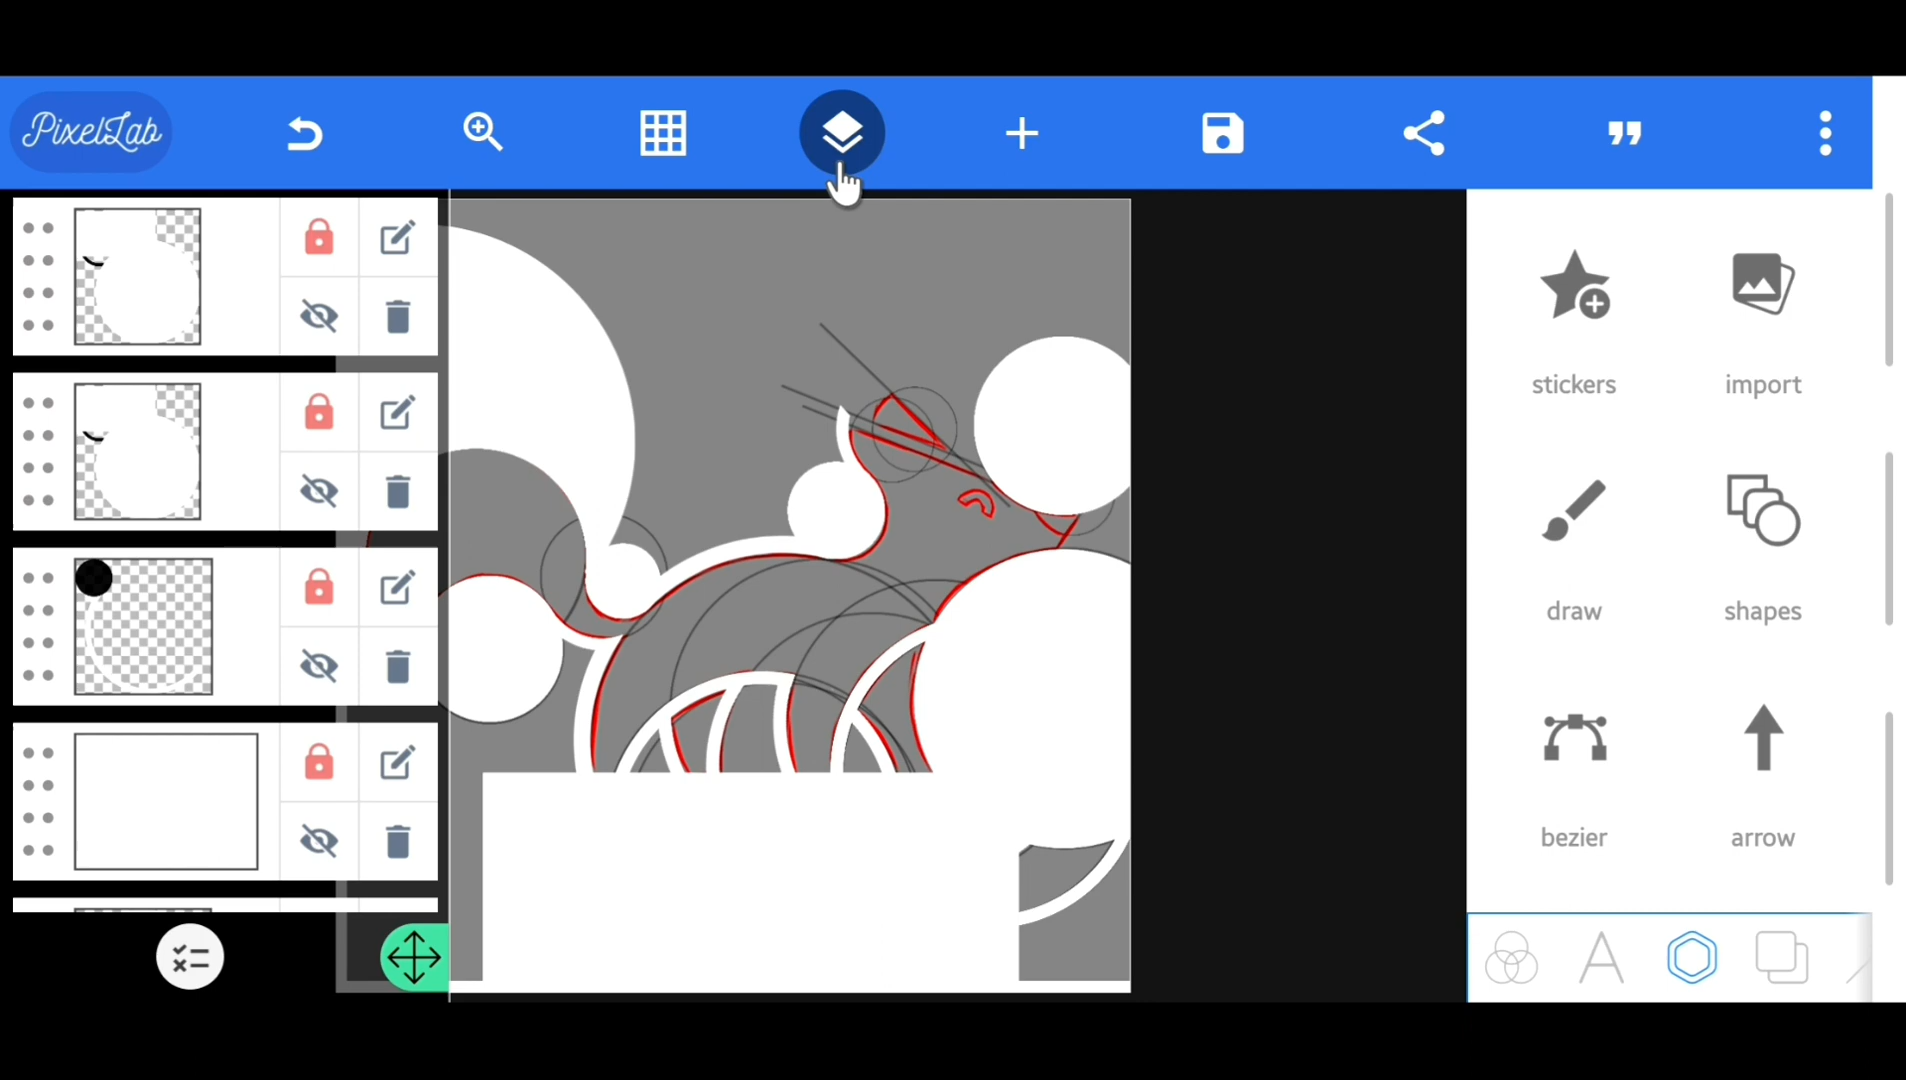 PixelLab
stickers
import
draw
shapes
bezier
arrow